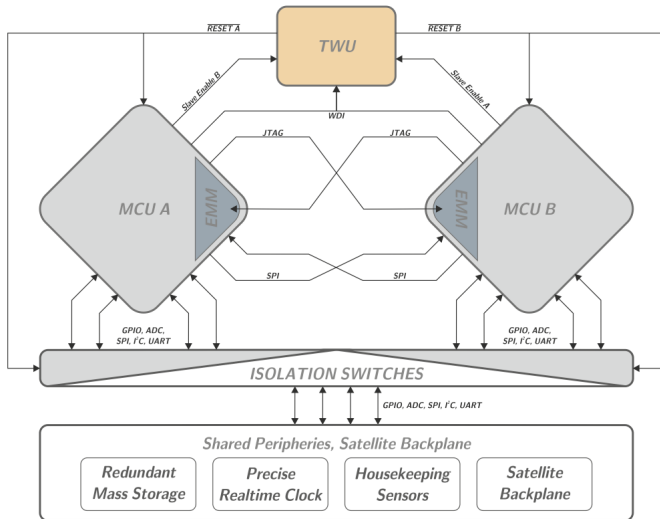 RESET A
TWU
RESET B
Slave Enable B
Slave Enable A
WDI
JTAG
JTAG
MCU A
EMM
EMM
MCU B
SPI
SPI
GPIO, ADC,
SPI, I²C, UART
GPIO, ADC,
SPI, I²C, UART
ISOLATION SWITCHES
GPIO, ADC, SPI, I²C, UART
Shared Peripheries, Satellite Backplane
Redundant
Mass Storage
Precise
Realtime Clock
Housekeeping
Sensors
Satellite
Backplane